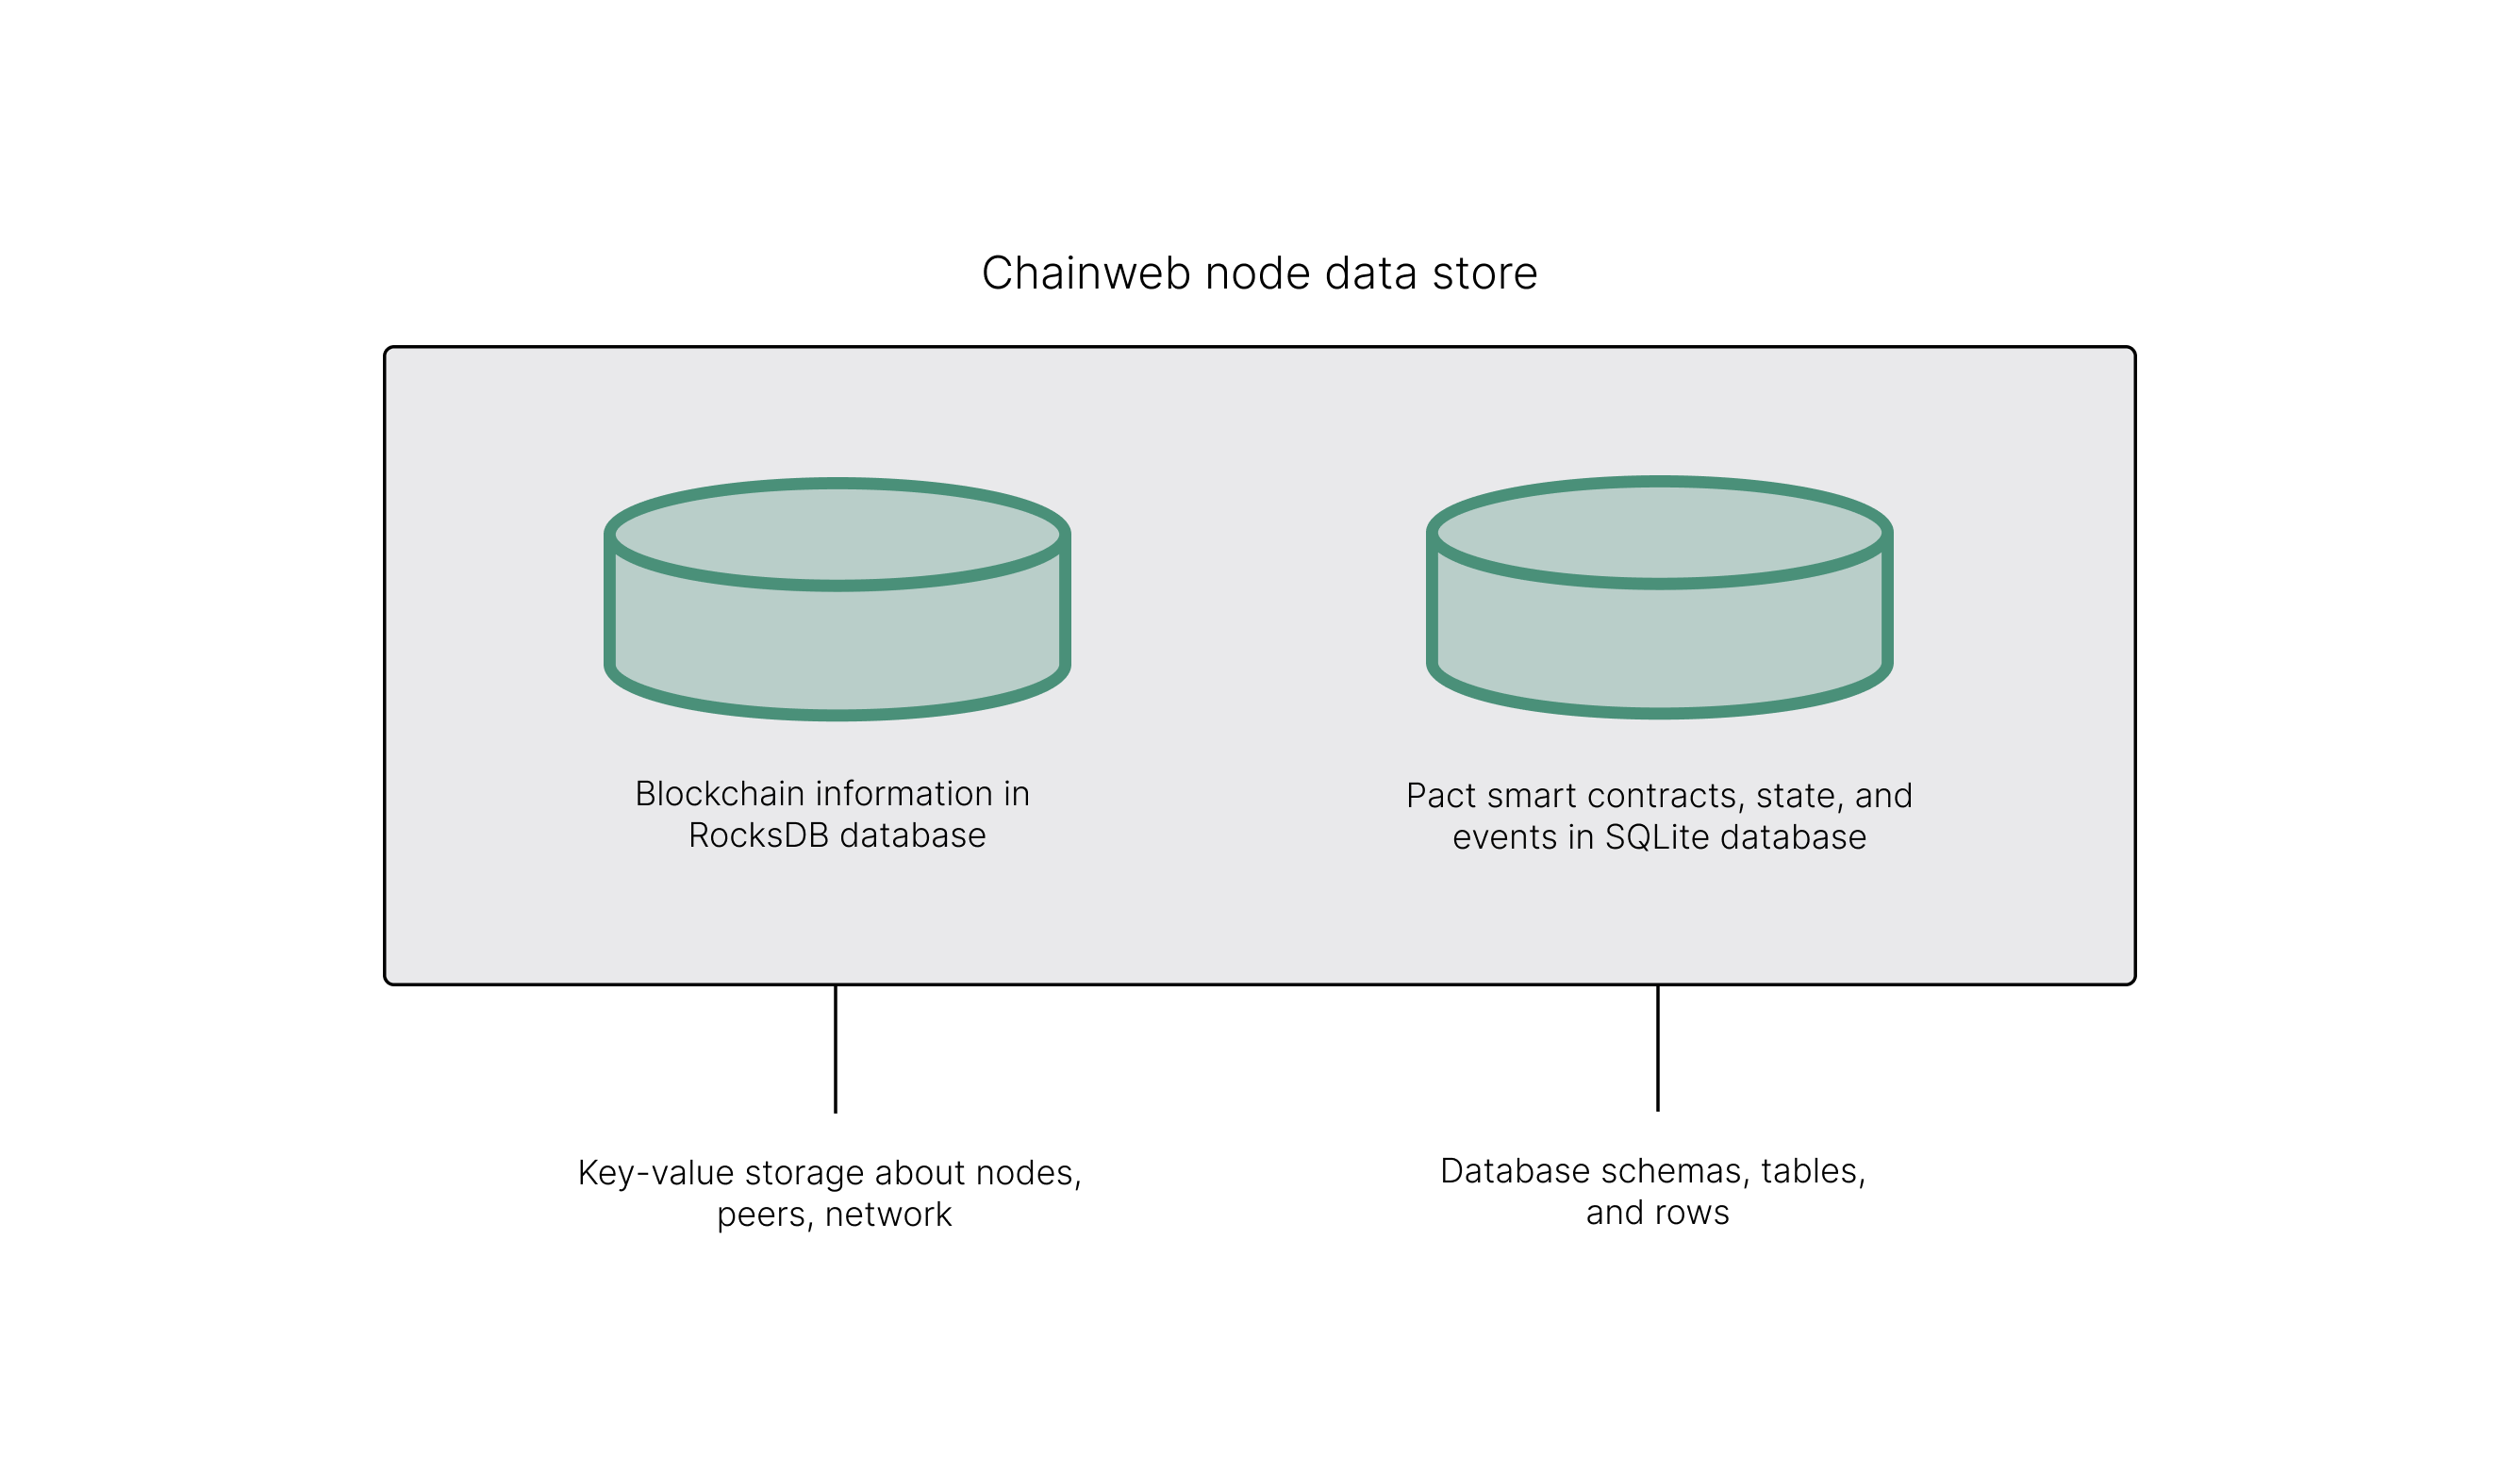 Chainweb node data store
Blockchain information in
RocksDB database
Pact smart contracts, state, and
events in SQLite database
Key-value storage about nodes,
peers, network
Database schemas, tables,
and rows